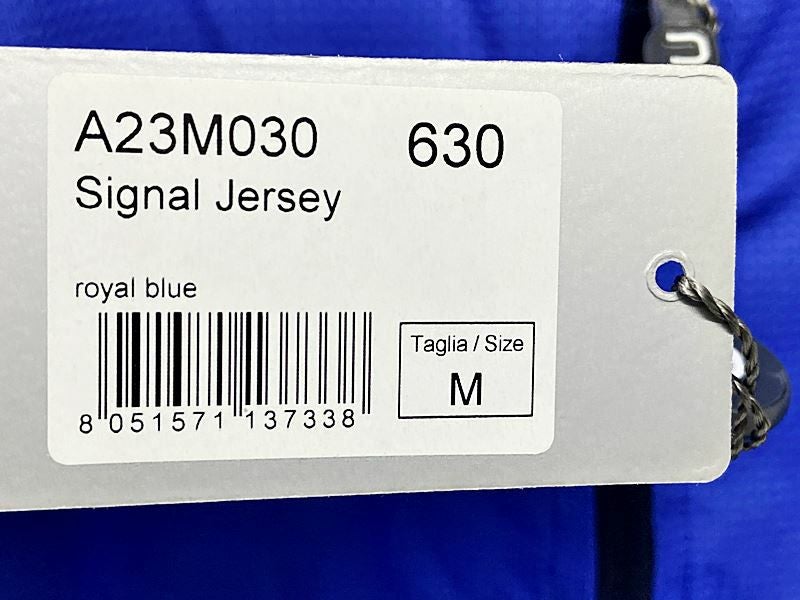 A23M030 630
Signal Jersey
royal blue
Taglia / Size
M
8 051571 137338